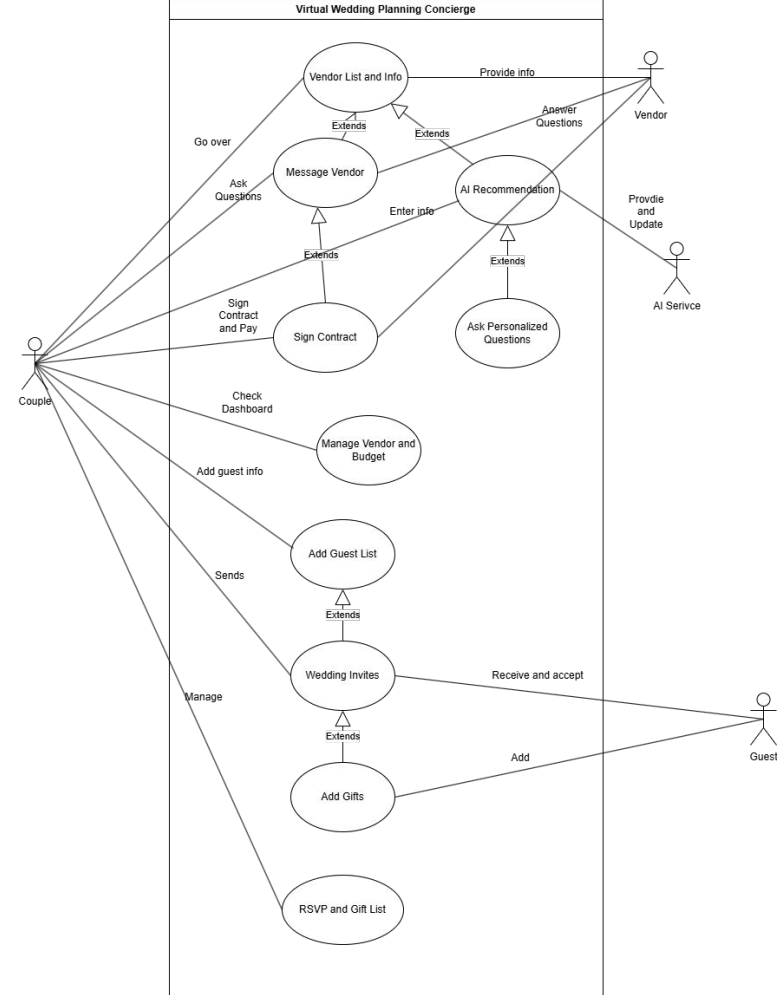 Virtual Wedding Planning Concierge
Vendor List and Info
Provide info
Vendor
Extends
Extends
Answer
Questions
Go over
Message Vendor
Ask
Questions
AI Recommendation
Enter info
Provdie
and
Update
Extends
Extends
AI Serivce
Sign
Contract
and Pay
Sign Contract
Ask Personalized
Questions
Couple
Check
Dashboard
Manage Vendor and
Budget
Add guest info
Add Guest List
Sends
Extends
Wedding Invites
Receive and accept
Manage
Extends
Guest
Add
Add Gifts
RSVP and Gift List